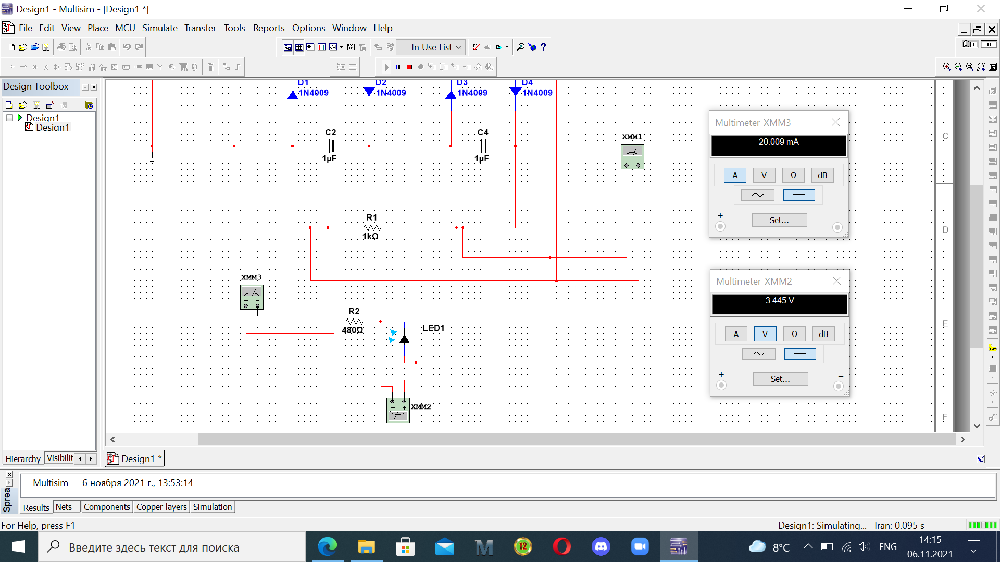 Design1 - Multisim - [Design1 *]
File Edit View Place MCU Simulate Transfer Tools Reports Options Window Help
--- In Use List
Design Toolbox
Design1
Design1
D1
1N4009
D2
1N4009
D3
1N4009
D4
1N4009
C2
1µF
C4
1µF
XMM1
R1
1kΩ
XMM3
R2
480Ω
LED1
XMM2
C
D
E
F
Multimeter-XMM3
20.009 mA
A V Ω dB
+ Set... –
Multimeter-XMM2
3.445 V
A V Ω dB
+ Set... –
Hierarchy Visibilit
Design1 *
Multisim - 6 ноября 2021 г., 13:53:14
Sprea
Results Nets Components Copper layers Simulation
For Help, press F1
- Design1: Simulating... Tran: 0.095 s
Введите здесь текст для поиска
12
8°C
ENG
14:15
06.11.2021